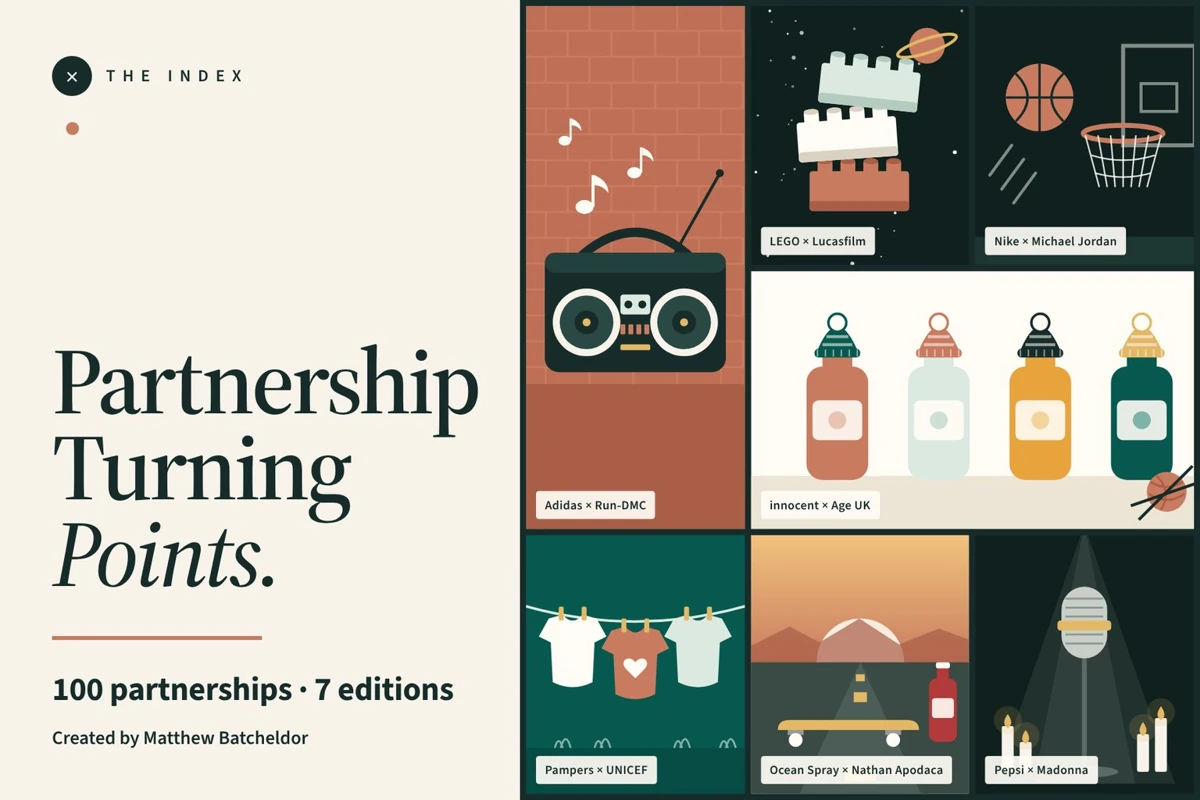 × THE INDEX
Partnership
Turning
Points.
100 partnerships · 7 editions
Created by Matthew Batcheldor
Adidas × Run-DMC
LEGO × Lucasfilm
Nike × Michael Jordan
innocent × Age UK
Pampers × UNICEF
Ocean Spray × Nathan Apodaca
Pepsi × Madonna